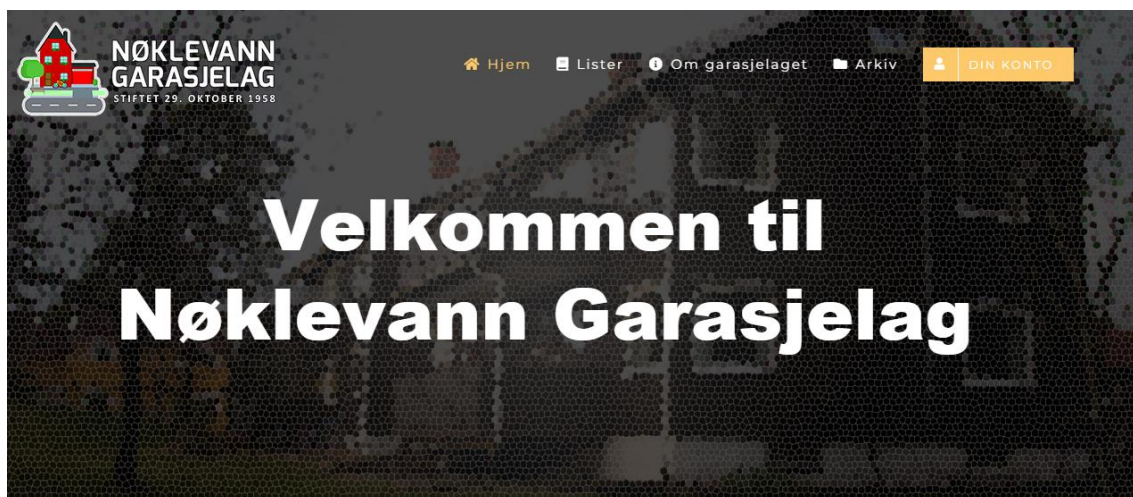 NØKLEVANN
GARASJELAG
STIFTET 29. OKTOBER 1958
Hjem Lister Om garasjelaget Arkiv DIN KONTO
Velkommen til
Nøklevann Garasjelag